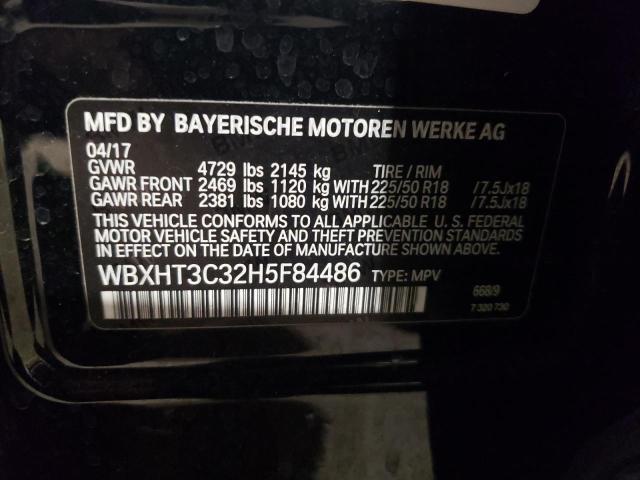 MFD BY BAYERISCHE MOTOREN WERKE AG
04/17
GVWR 4729 lbs 2145 kg TIRE / RIM
GAWR FRONT 2469 lbs 1120 kg WITH 225/50 R18 /7.5Jx18
GAWR REAR 2381 lbs 1080 kg WITH 225/50 R18 /7.5Jx18
THIS VEHICLE CONFORMS TO ALL APPLICABLE U. S. FEDERAL
MOTOR VEHICLE SAFETY AND THEFT PREVENTION STANDARDS
IN EFFECT ON THE DATE OF MANUFACTURE SHOWN ABOVE.
WBXHT3C32H5F84486 TYPE: MPV
668/9
7 320 730